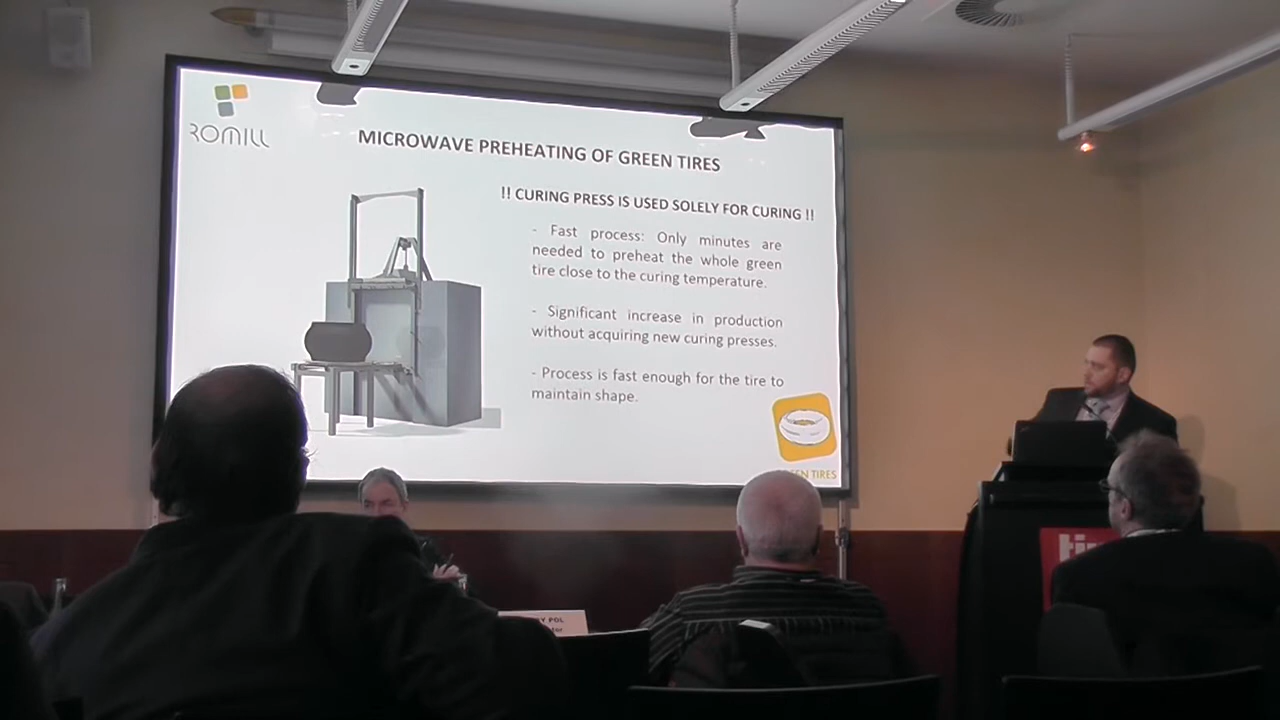 ROMILL
MICROWAVE PREHEATING OF GREEN TIRES
!! CURING PRESS IS USED SOLELY FOR CURING !!
- Fast process: Only minutes are
needed to preheat the whole green
tire close to the curing temperature.
- Significant increase in production
without acquiring new curing presses.
- Process is fast enough for the tire to
maintain shape.
TIRES
POL